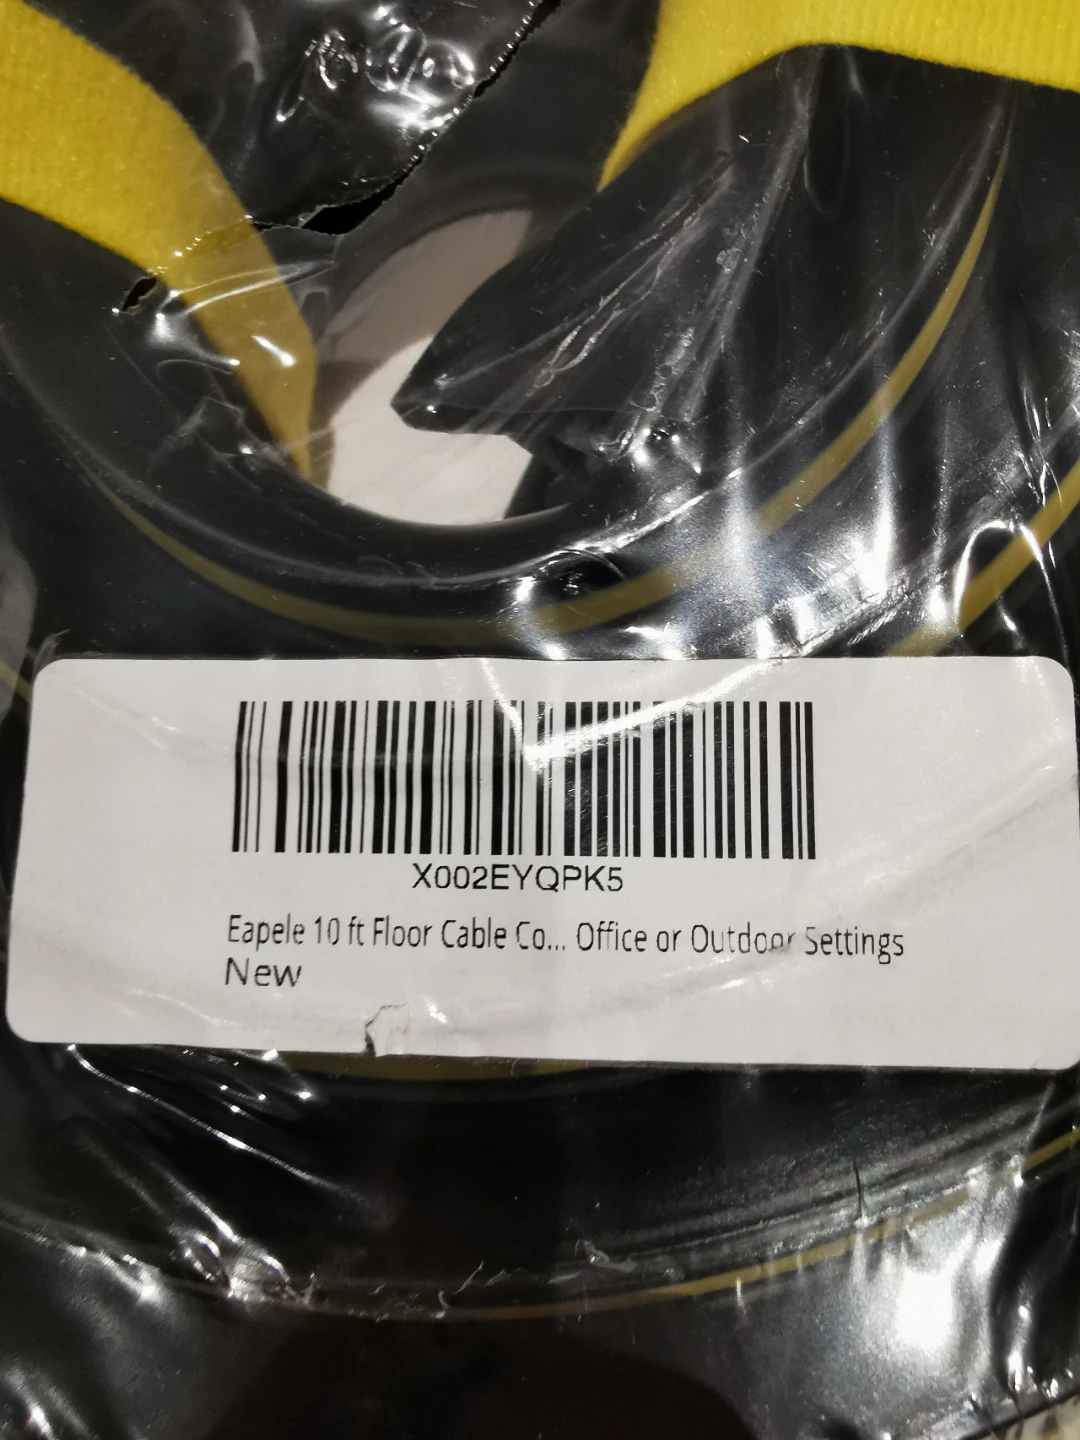 X002EYQPK5
Eapele 10 ft Floor Cable Co... Office or Outdoor Settings
New